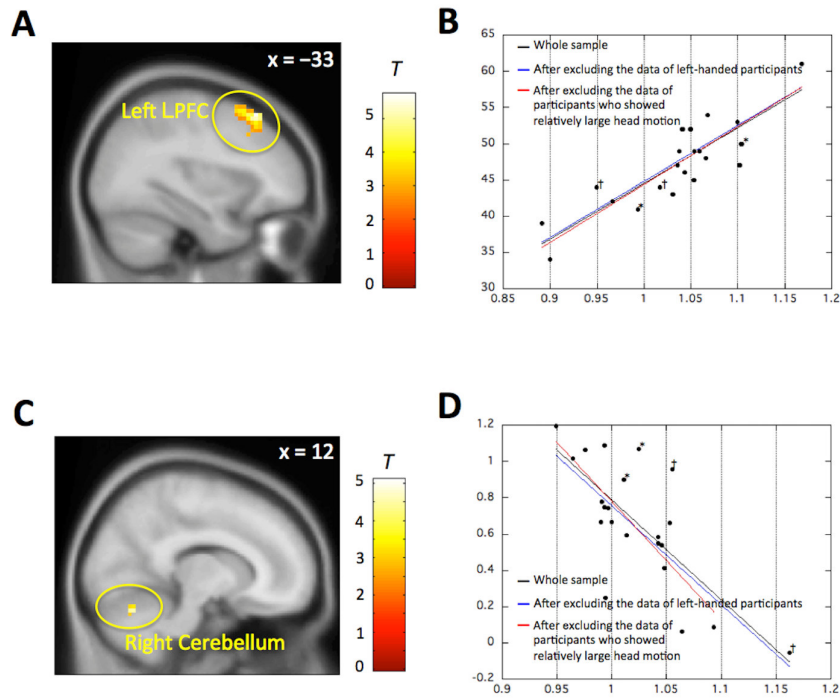 A
x = −33
T
Left LPFC
5
4
3
2
1
0
B
65
60
55
50
45
40
35
30
Whole sample
After excluding the data of left-handed participants
After excluding the data of
participants who showed
relatively large head motion
*
†
†
*
0.85 0.9 0.95 1 1.05 1.1 1.15 1.2
C
x = 12
T
5
4
3
2
1
0
Right Cerebellum
D
1.2
1
0.8
0.6
0.4
0.2
0
-0.2
*
†
*
Whole sample
After excluding the data of left-handed participants
After excluding the data of
participants who showed
relatively large head motion
†
0.9 0.95 1 1.05 1.1 1.15 1.2